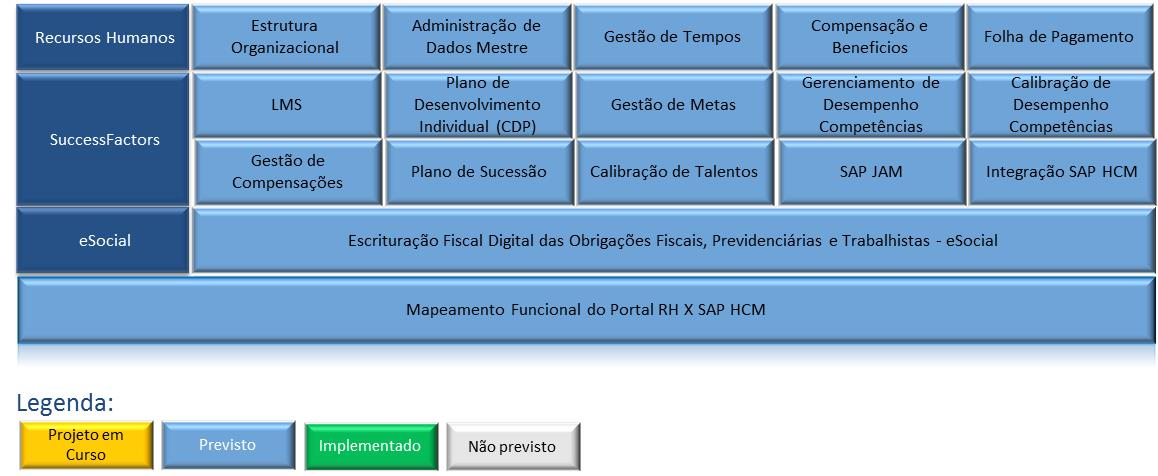 Recursos Humanos
Estrutura
Organizacional
Administração de
Dados Mestre
Gestão de Tempos
Compensação e
Beneficios
Folha de Pagamento
SuccessFactors
LMS
Plano de
Desenvolvimento
Individual (CDP)
Gestão de Metas
Gerenciamento de
Desempenho
Competências
Calibração de
Desempenho
Competências
Gestão de
Compensações
Plano de Sucessão
Calibração de Talentos
SAP JAM
Integração SAP HCM
eSocial
Escrituração Fiscal Digital das Obrigações Fiscais, Previdenciárias e Trabalhistas - eSocial
Mapeamento Funcional do Portal RH X SAP HCM
Legenda:
Projeto em
Curso
Previsto
Implementado
Não previsto